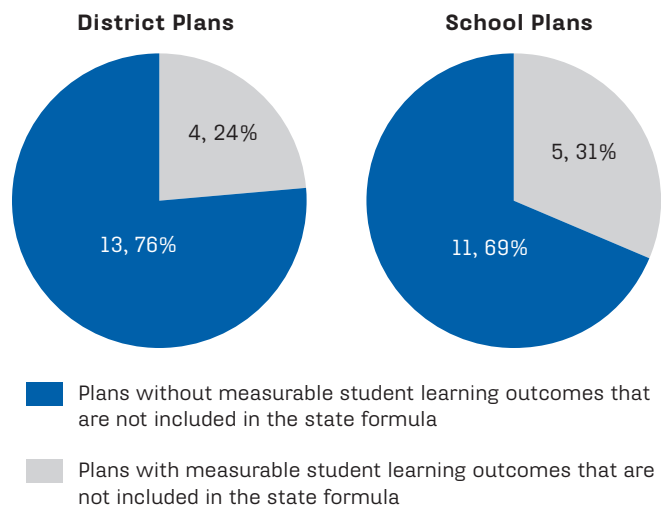 District Plans
School Plans
4, 24%
5, 31%
13, 76%
11, 69%
Plans without measurable student learning outcomes that
are not included in the state formula
Plans with measurable student learning outcomes that are
not included in the state formula